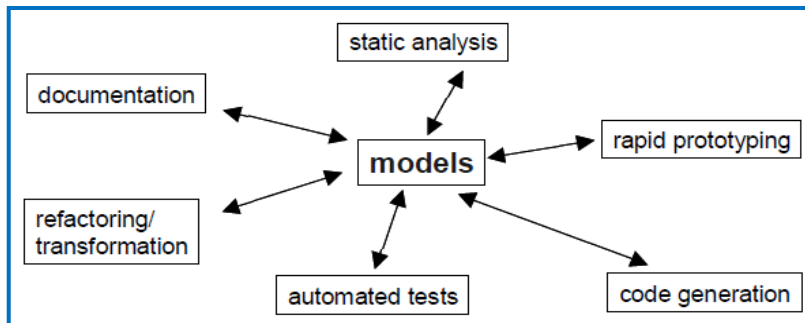 static analysis
documentation
rapid prototyping
models
refactoring/
transformation
automated tests
code generation